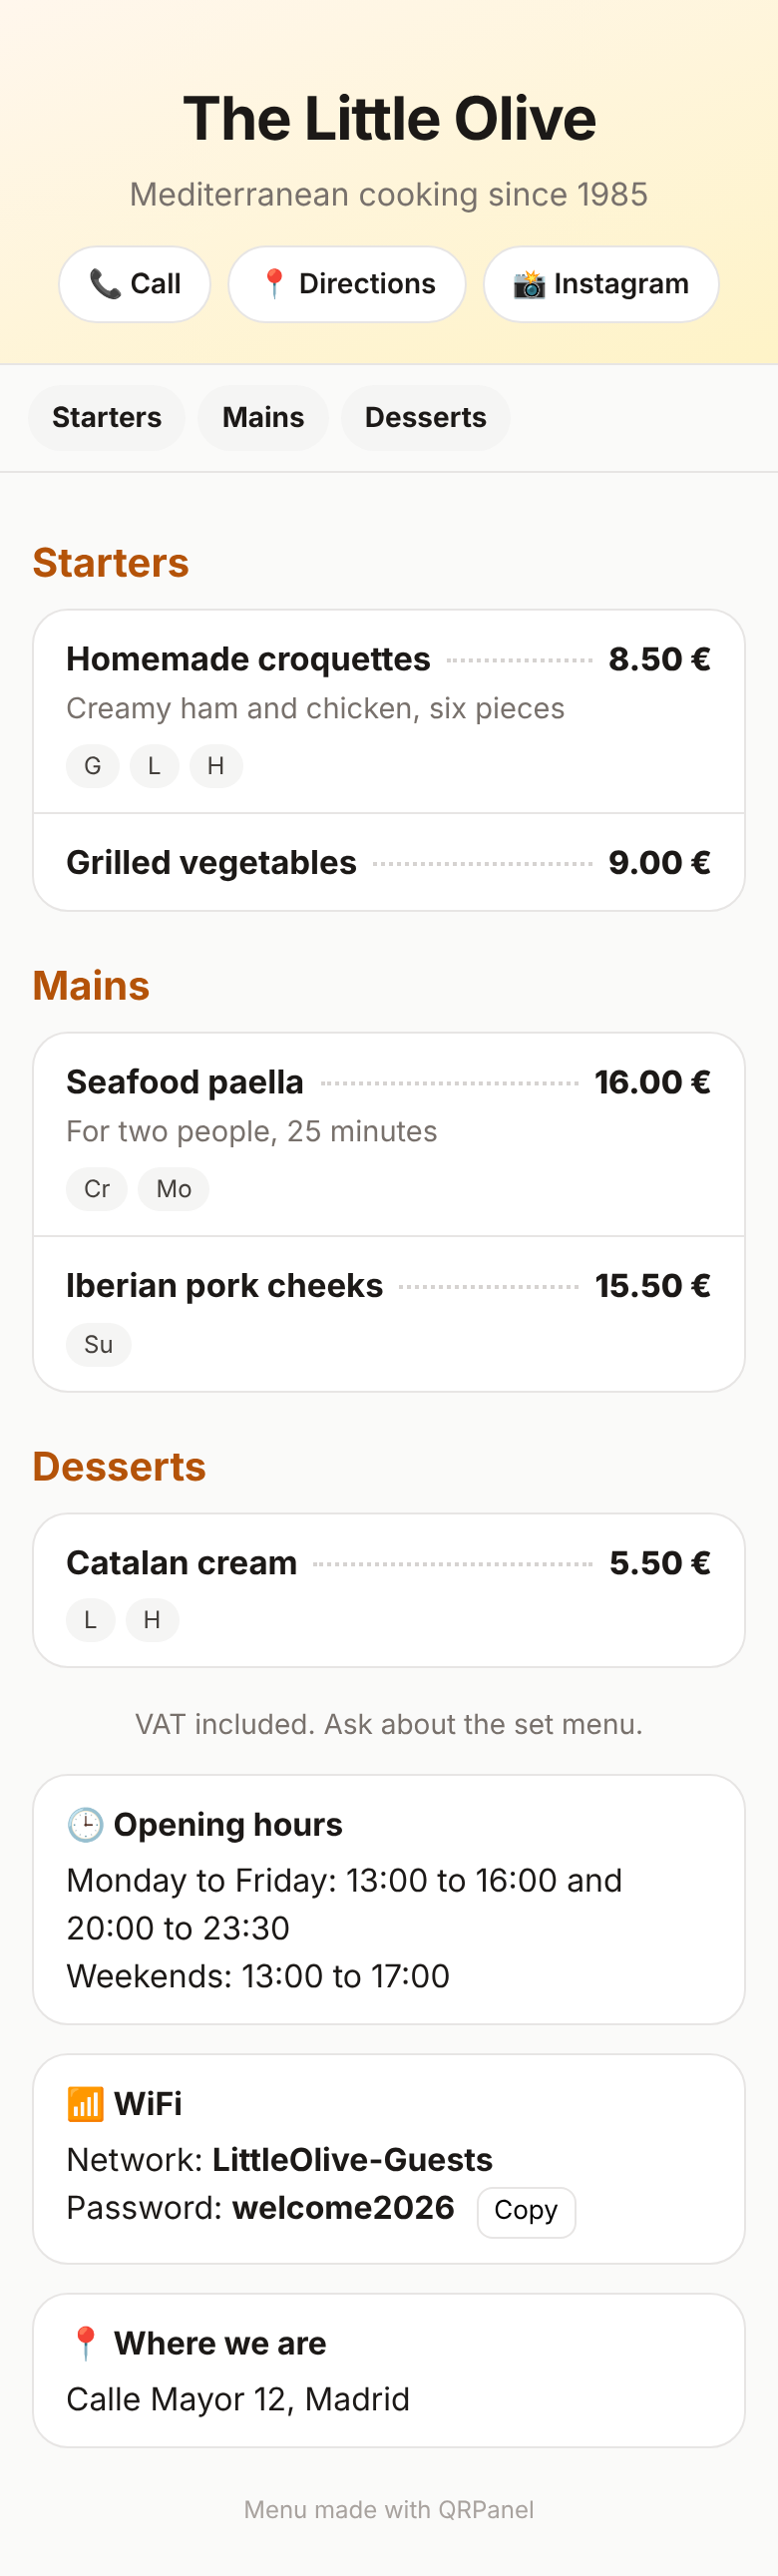 The Little Olive
Mediterranean cooking since 1985
📞 Call 📍 Directions 📸 Instagram
Starters Mains Desserts
Starters
Homemade croquettes 8.50 €
Creamy ham and chicken, six pieces
G L H
Grilled vegetables 9.00 €
Mains
Seafood paella 16.00 €
For two people, 25 minutes
Cr Mo
Iberian pork cheeks 15.50 €
Su
Desserts
Catalan cream 5.50 €
L H
VAT included. Ask about the set menu.
🕒 Opening hours
Monday to Friday: 13:00 to 16:00 and
20:00 to 23:30
Weekends: 13:00 to 17:00
📶 WiFi
Network: LittleOlive-Guests
Password: welcome2026 Copy
📍 Where we are
Calle Mayor 12, Madrid
Menu made with QRPanel